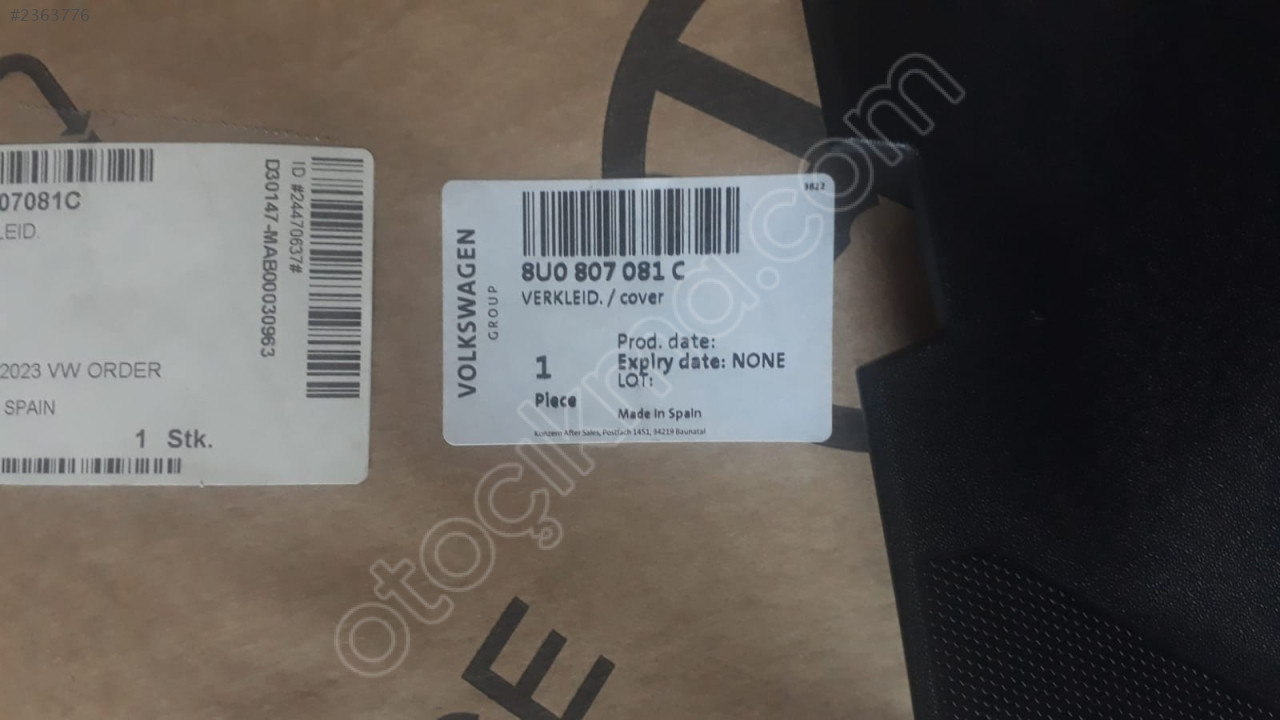 #2363776
07081C
LEID.
2023 VW ORDER
SPAIN
1 Stk.
ID #24470637#
D30147-MAB00030963
VOLKSWAGEN
GROUP
9822
8U0 807 081 C
VERKLEID. / cover
1
Piece
Prod. date:
Expiry date: NONE
LOT:
Made in Spain
Konzern After Sales, Postfach 1451, 34219 Baunatal
otoçıkma.com